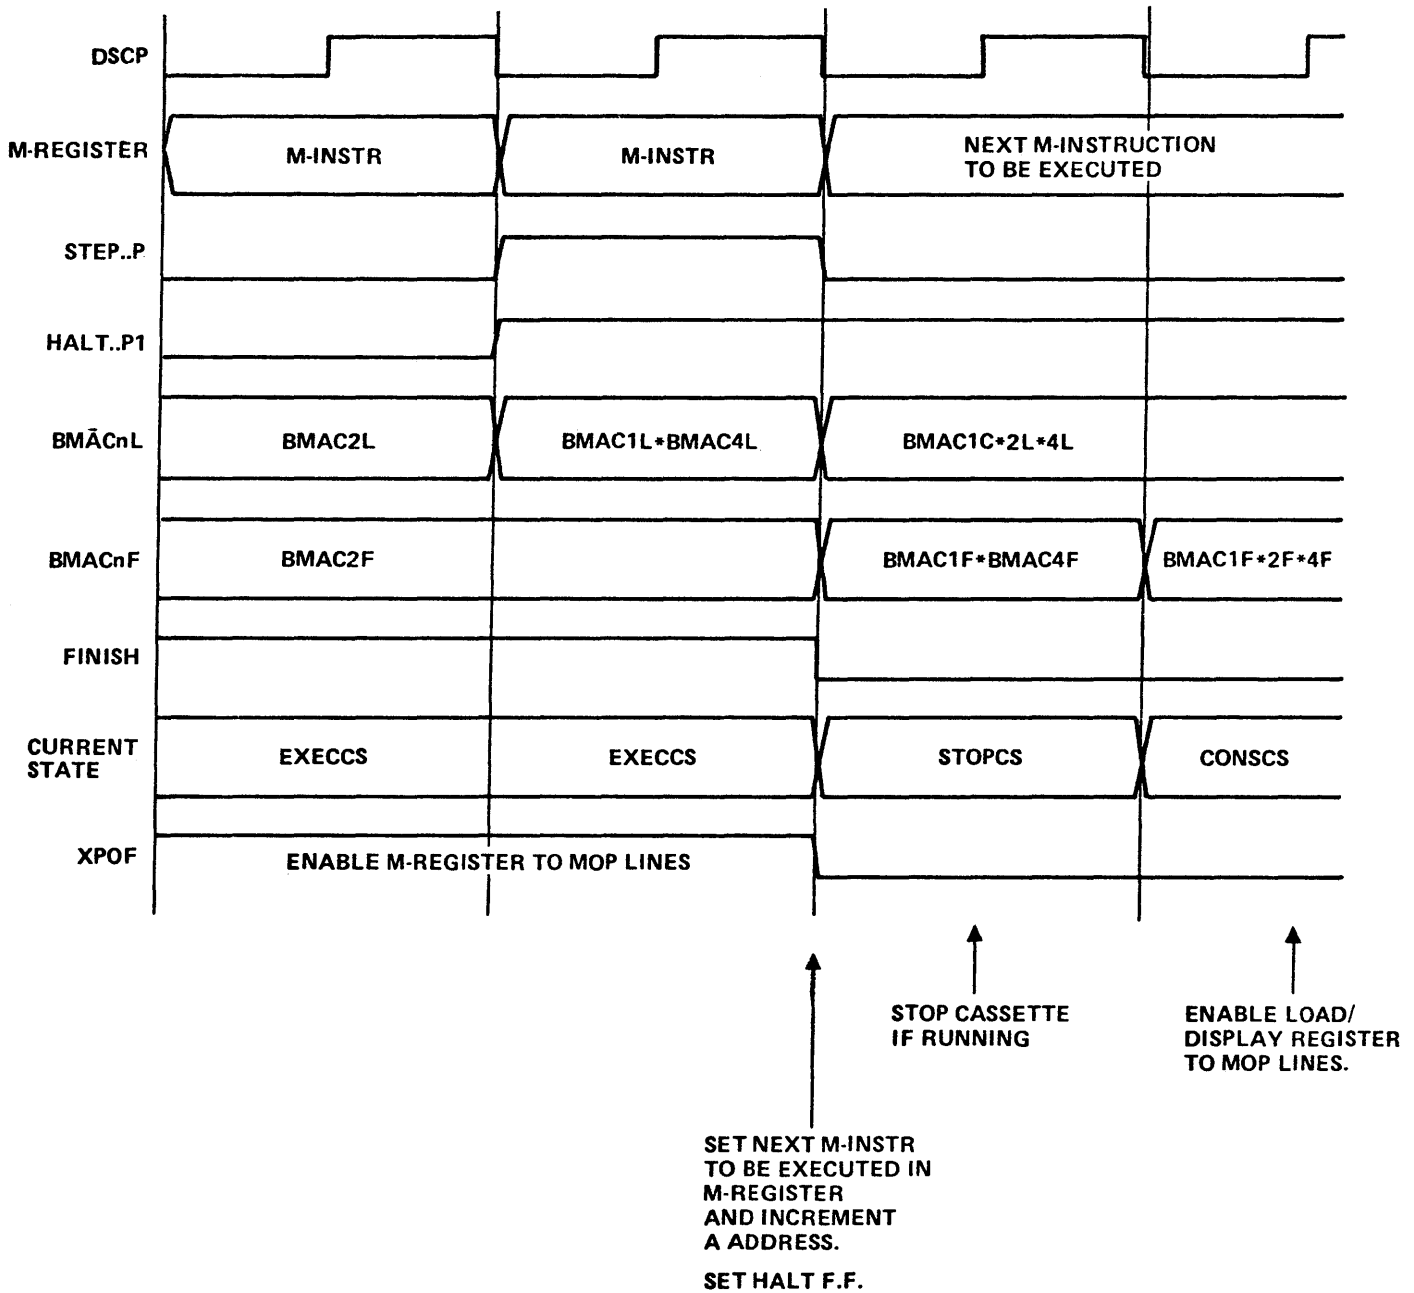 DSCP
M-REGISTER
M-INSTR
M-INSTR
NEXT M-INSTRUCTION
TO BE EXECUTED
STEP..P
HALT..P1
BMĀCnL
BMAC2L
BMAC1L*BMAC4L
BMAC1C*2L*4L
BMACnF
BMAC2F
BMAC1F*BMAC4F
BMAC1F*2F*4F
FINISH
CURRENT
STATE
EXECCS
EXECCS
STOPCS
CONSCS
XPOF
ENABLE M-REGISTER TO MOP LINES
STOP CASSETTE
IF RUNNING
ENABLE LOAD/
DISPLAY REGISTER
TO MOP LINES.
SET NEXT M-INSTR
TO BE EXECUTED IN
M-REGISTER
AND INCREMENT
A ADDRESS.
SET HALT F.F.